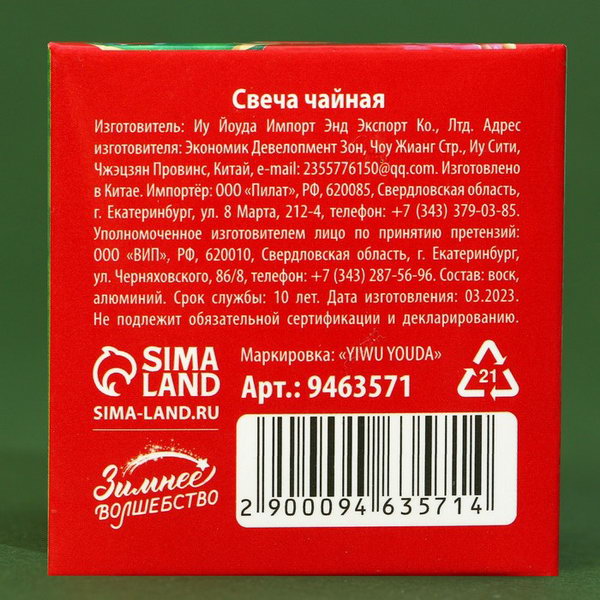 Свеча чайная
Изготовитель: Иу Йоуда Импорт Энд Экспорт Ко., Лтд. Адрес
изготовителя: Экономик Девелопмент Зон, Чоу Жианг Стр., Иу Сити,
Чжэцзян Провинс, Китай, e-mail: 2355776150@qq.com. Изготовлено
в Китае. Импортёр: ООО «Пилат», РФ, 620085, Свердловская область,
г. Екатеринбург, ул. 8 Марта, 212-4, телефон: +7 (343) 379-03-85.
Уполномоченное изготовителем лицо по принятию претензий:
ООО «ВИП», РФ, 620010, Свердловская область, г. Екатеринбург,
ул. Черняховского, 86/8, телефон: +7 (343) 287-56-96. Состав: воск,
алюминий. Срок службы: 10 лет. Дата изготовления: 03.2023.
Не подлежит обязательной сертификации и декларированию.
SIMA
LAND
SIMA-LAND.RU
Маркировка: «YIWU YOUDA»
Арт.: 9463571
21
Зимнее
ВОЛШЕБСТВО
2 900094 635714